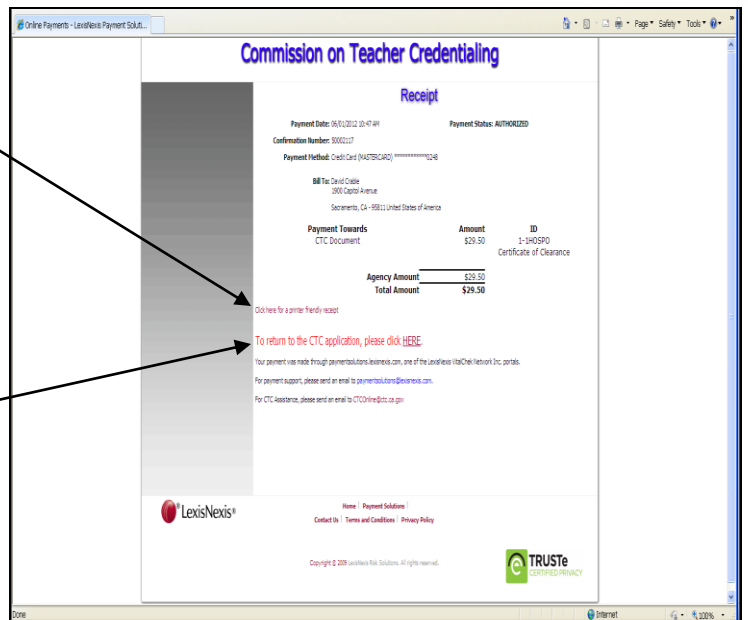 Online Payments - LexisNexis Payment Soluti...
Page Safety Tools
Commission on Teacher Credentialing
Receipt
Payment Date: 06/01/2012 10:47 AM Payment Status: AUTHORIZED
Confirmation Number: 50002117
Payment Method: Credit Card (MASTERCARD) ************0248
Bill To: David Crable
1900 Capitol Avenue
Sacramento, CA - 95811 United States of America
Payment Towards Amount ID
CTC Document $29.50 1-1HOSPO
Certificate of Clearance
Agency Amount $29.50
Total Amount $29.50
Click here for a printer friendly receipt
To return to the CTC application, please click HERE.
Your payment was made through paymentsolutions.lexisnexis.com, one of the LexisNexis VitalChek Network Inc. portals.
For payment support, please send an email to paymentsolutions@lexisnexis.com.
For CTC Assistance, please send an email to CTCOnline@ctc.ca.gov
LexisNexis®
Home | Payment Solutions |
Contact Us | Terms and Conditions | Privacy Policy
Copyright © 2009 LexisNexis Risk Solutions. All rights reserved.
TRUSTe
CERTIFIED PRIVACY
Done Internet 100%